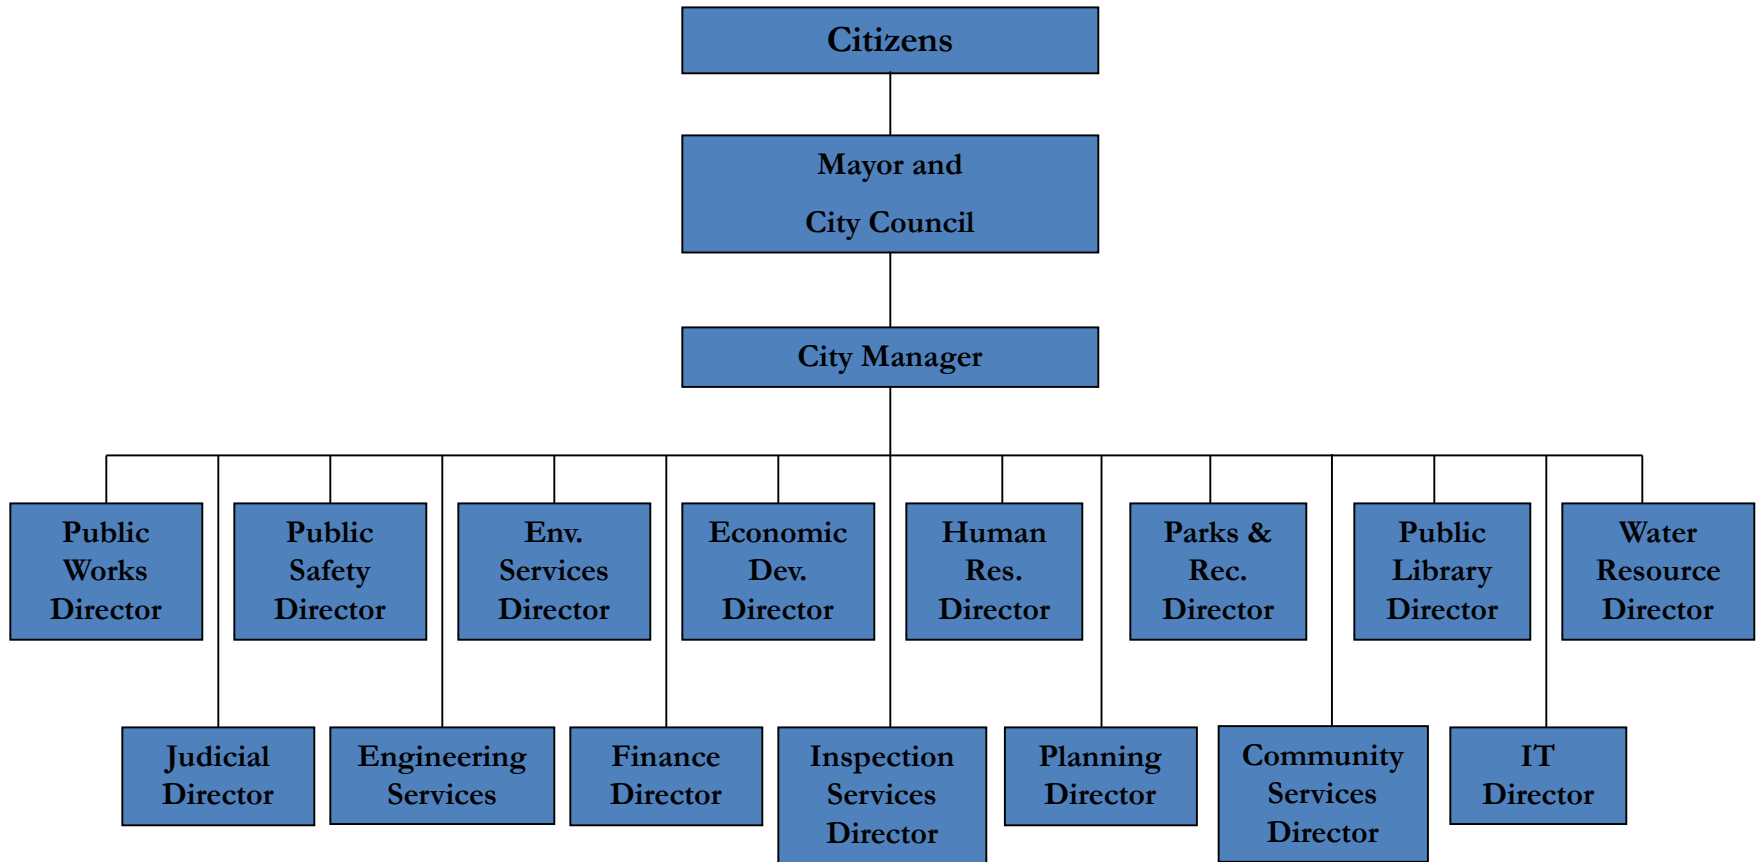 Citizens
Mayor and
City Council
City Manager
Public
Works
Director
Public
Safety
Director
Env.
Services
Director
Economic
Dev.
Director
Human
Res.
Director
Parks &
Rec.
Director
Public
Library
Director
Water
Resource
Director
Judicial
Director
Engineering
Services
Finance
Director
Inspection
Services
Director
Planning
Director
Community
Services
Director
IT
Director